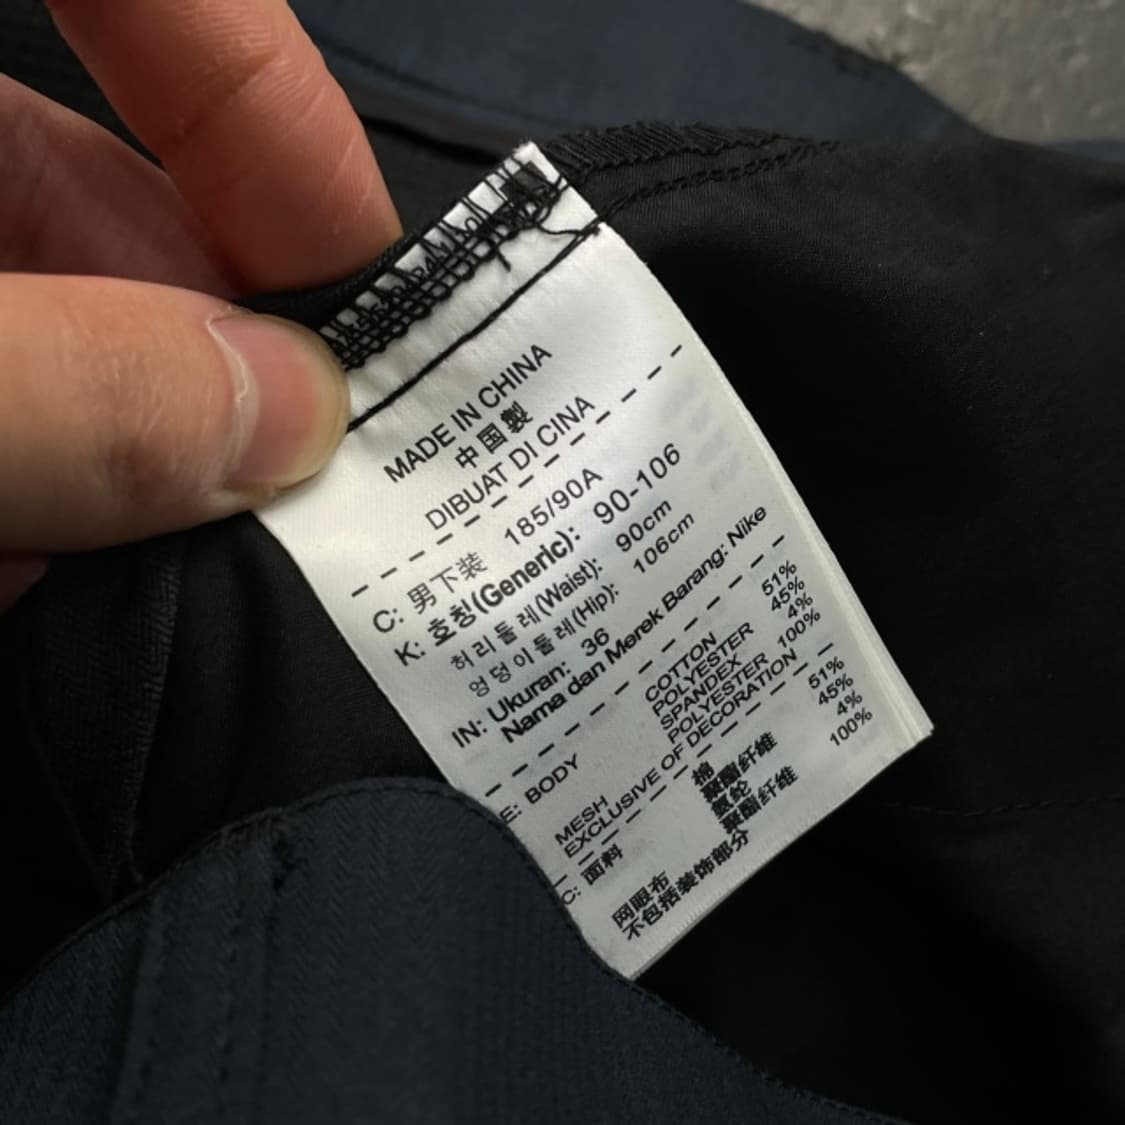 MADE IN CHINA
中国製
DIBUAT DI CINA
C: 男下装 185/90A
K: 호칭(Generic): 90-106
허리둘레(Waist): 90cm
엉덩이둘레(Hip): 106cm
IN: Ukuran: 36
Nama dan Merek Barang: Nike
E: BODY COTTON 51%
POLYESTER 45%
SPANDEX 4%
MESH POLYESTER 100%
EXCLUSIVE OF DECORATION
C: 面料 棉 51%
聚酯纤维 45%
氨纶 4%
网眼布 聚酯纤维 100%
不包括装饰部分